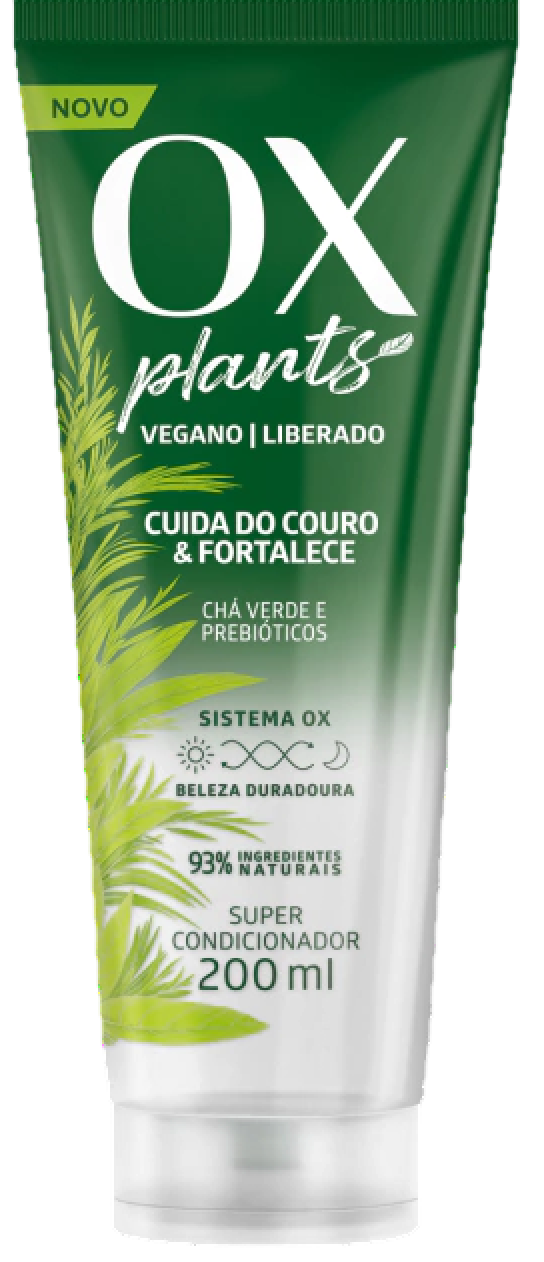 NOVO
OX
plants
VEGANO | LIBERADO
CUIDA DO COURO
& FORTALECE
CHÁ VERDE E
PREBIÓTICOS
SISTEMA OX
BELEZA DURADOURA
93% INGREDIENTES
NATURAIS
SUPER
CONDICIONADOR
200 ml